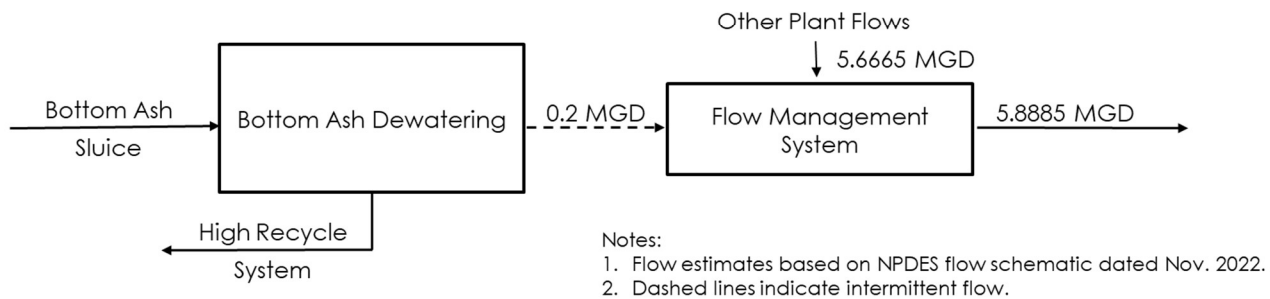 Other Plant Flows
5.6665 MGD
Bottom Ash
Sluice
Bottom Ash Dewatering
0.2 MGD
Flow Management
System
5.8885 MGD
High Recycle
System
Notes:
1. Flow estimates based on NPDES flow schematic dated Nov. 2022.
2. Dashed lines indicate intermittent flow.